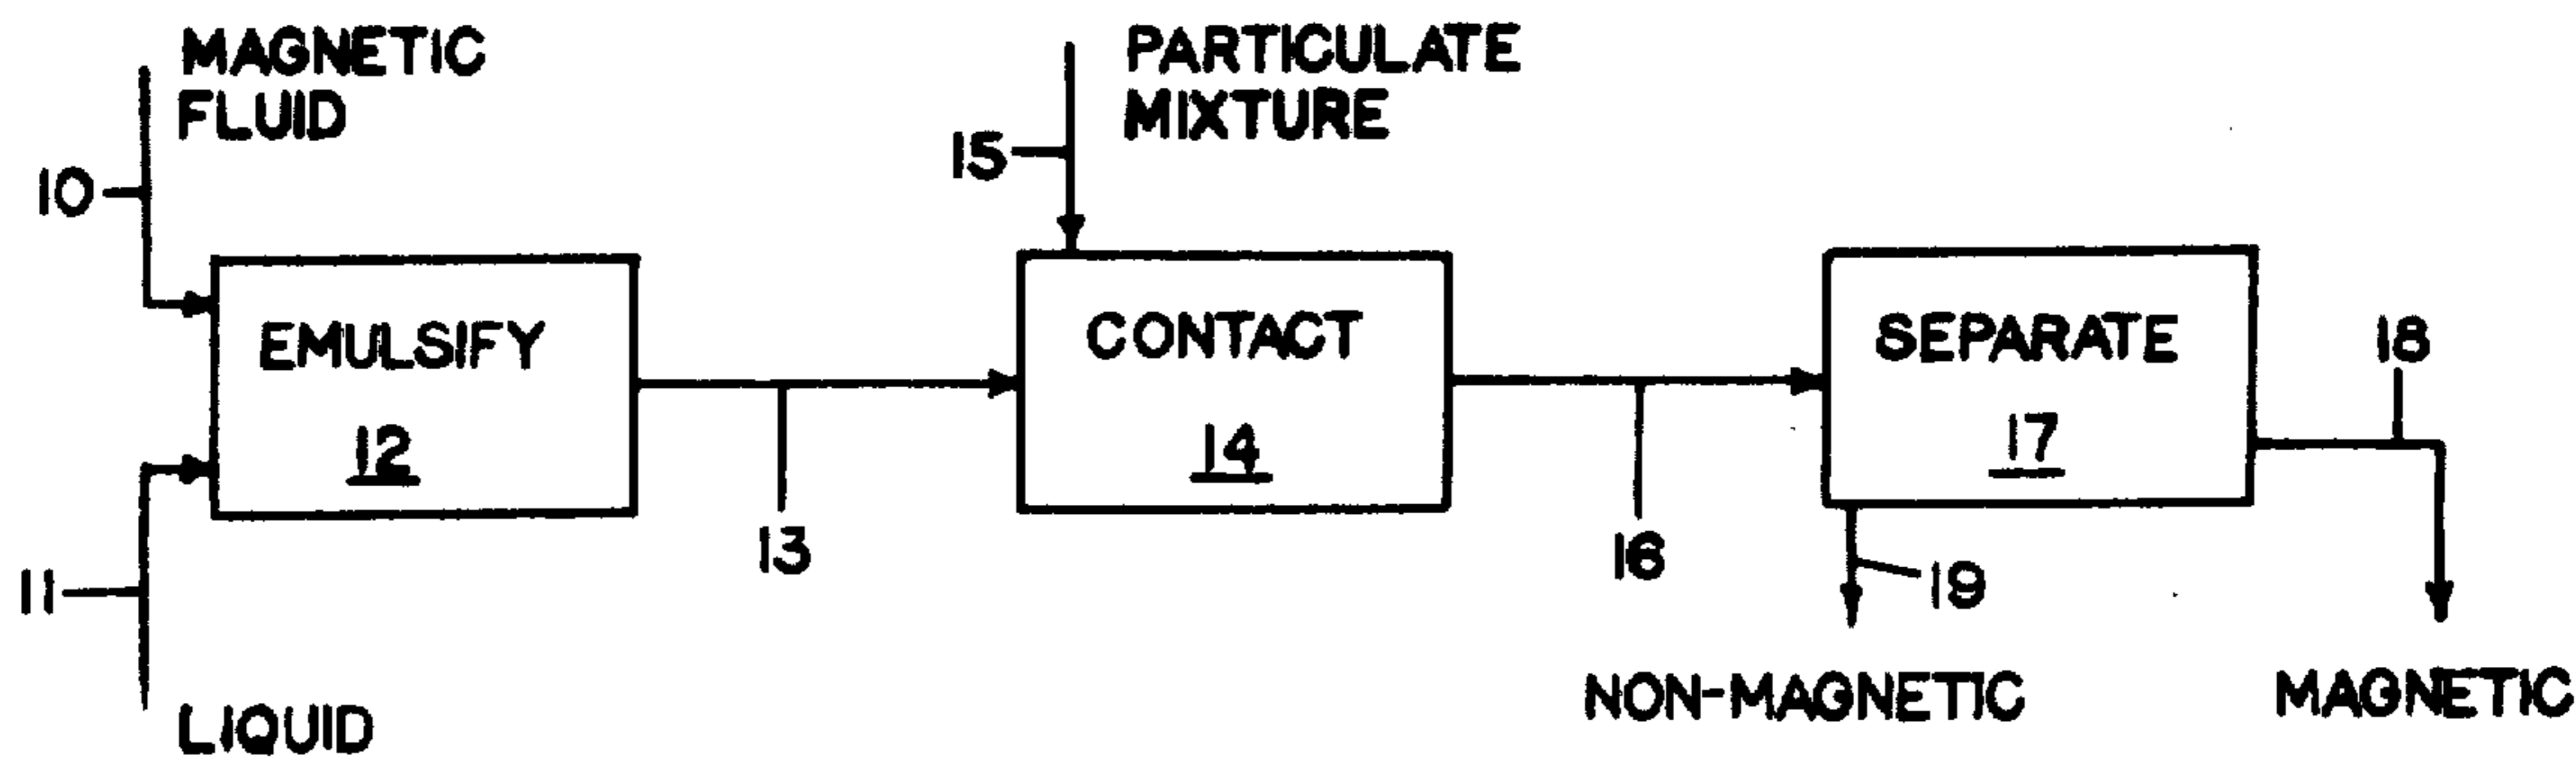 MAGNETIC
FLUID
10
11
LIQUID
EMULSIFY
12
13
PARTICULATE
MIXTURE
15
CONTACT
14
16
SEPARATE
17
18
19
NON-MAGNETIC
MAGNETIC